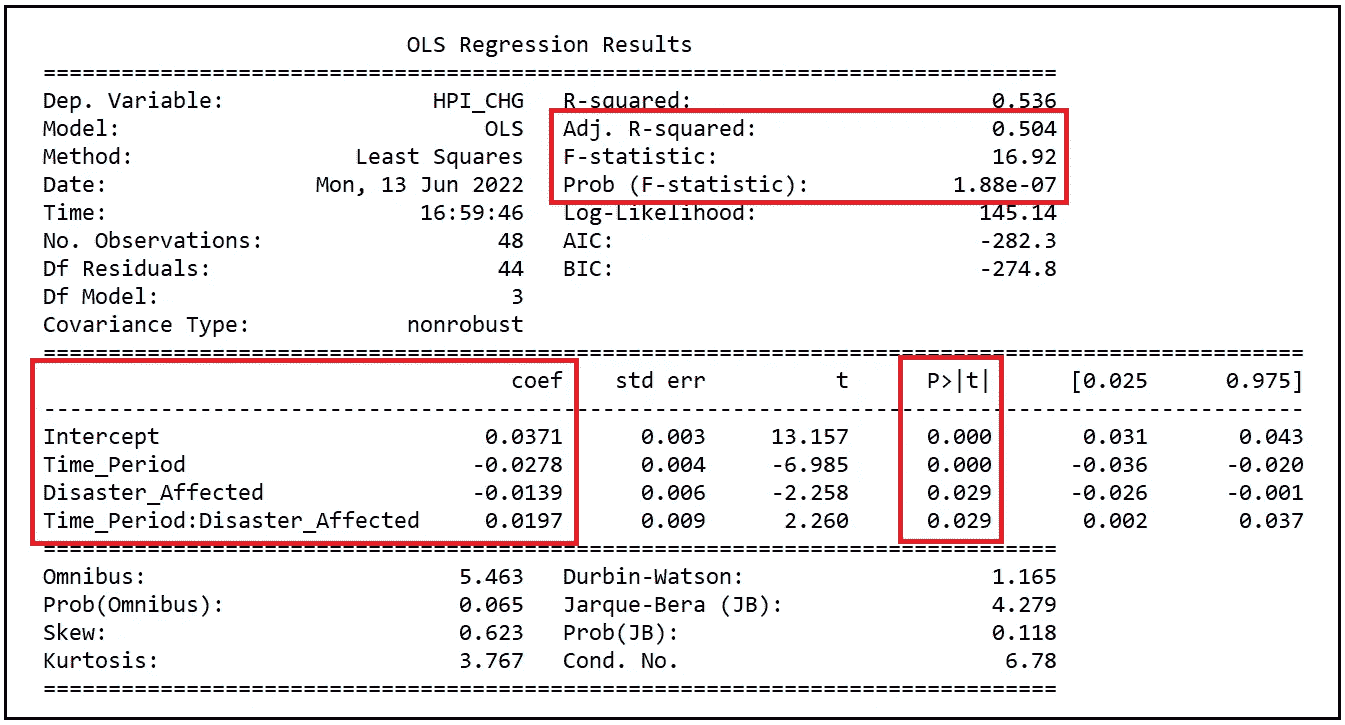 OLS Regression Results
==============================================================================
Dep. Variable: HPI_CHG R-squared: 0.536
Model: OLS Adj. R-squared: 0.504
Method: Least Squares F-statistic: 16.92
Date: Mon, 13 Jun 2022 Prob (F-statistic): 1.88e-07
Time: 16:59:46 Log-Likelihood: 145.14
No. Observations: 48 AIC: -282.3
Df Residuals: 44 BIC: -274.8
Df Model: 3
Covariance Type: nonrobust
=================================================================================================
coef std err t P>|t| [0.025 0.975]
-------------------------------------------------------------------------------------------------
Intercept 0.0371 0.003 13.157 0.000 0.031 0.043
Time_Period -0.0278 0.004 -6.985 0.000 -0.036 -0.020
Disaster_Affected -0.0139 0.006 -2.258 0.029 -0.026 -0.001
Time_Period:Disaster_Affected 0.0197 0.009 2.260 0.029 0.002 0.037
==============================================================================
Omnibus: 5.463 Durbin-Watson: 1.165
Prob(Omnibus): 0.065 Jarque-Bera (JB): 4.279
Skew: 0.623 Prob(JB): 0.118
Kurtosis: 3.767 Cond. No. 6.78
==============================================================================